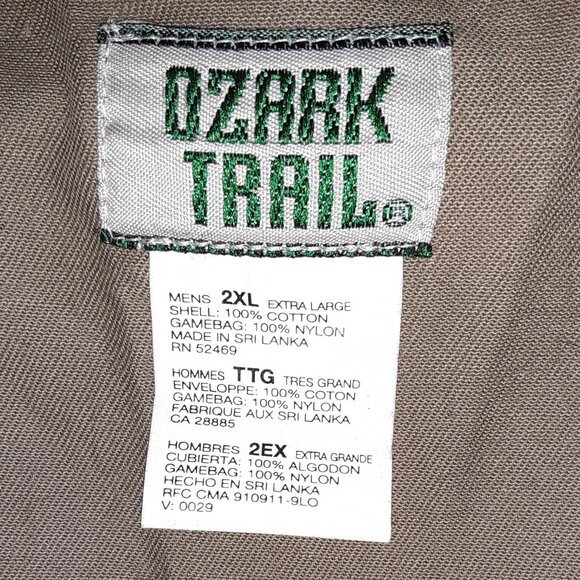 OZARK
TRAIL®
MENS 2XL EXTRA LARGE
SHELL: 100% COTTON
GAMEBAG: 100% NYLON
MADE IN SRI LANKA
RN 52469
HOMMES TTG TRES GRAND
ENVELOPPE: 100% COTON
GAMEBAG: 100% NYLON
FABRIQUE AUX SRI LANKA
CA 28885
HOMBRES 2EX EXTRA GRANDE
CUBIERTA: 100% ALGODON
GAMEBAG: 100% NYLON
HECHO EN SRI LANKA
RFC CMA 910911-9LO
V: 0029